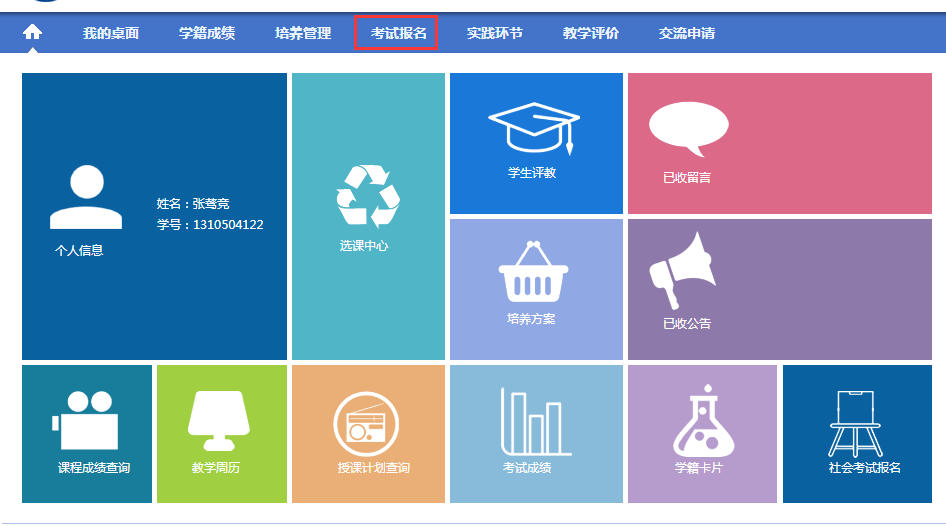 我的桌面 学籍成绩 培养管理 考试报名 实践环节 教学评价 交流申请
姓名：张骜竞
学号：1310504122
个人信息
选课中心
学生评教
已收留言
培养方案
已收公告
课程成绩查询
教学周历
授课计划查询
考试成绩
学籍卡片
社会考试报名